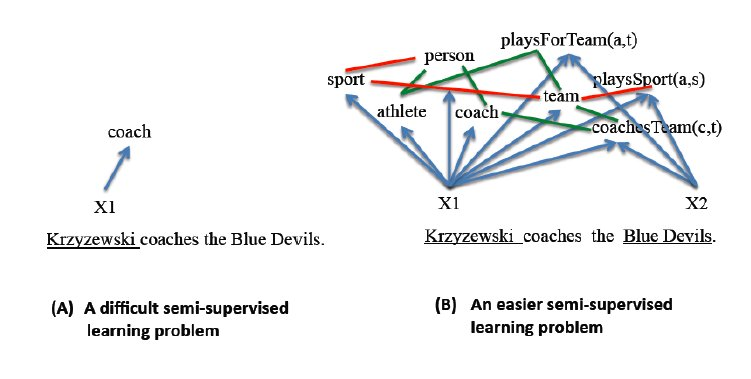 playsForTeam(a,t)
person
sport
playsSport(a,s)
team
athlete
coach
coachesTeam(c,t)
coach
X1
X1
X2
Krzyzewski coaches the Blue Devils.
Krzyzewski coaches the Blue Devils.
(A) A difficult semi-supervised
learning problem
(B) An easier semi-supervised
learning problem